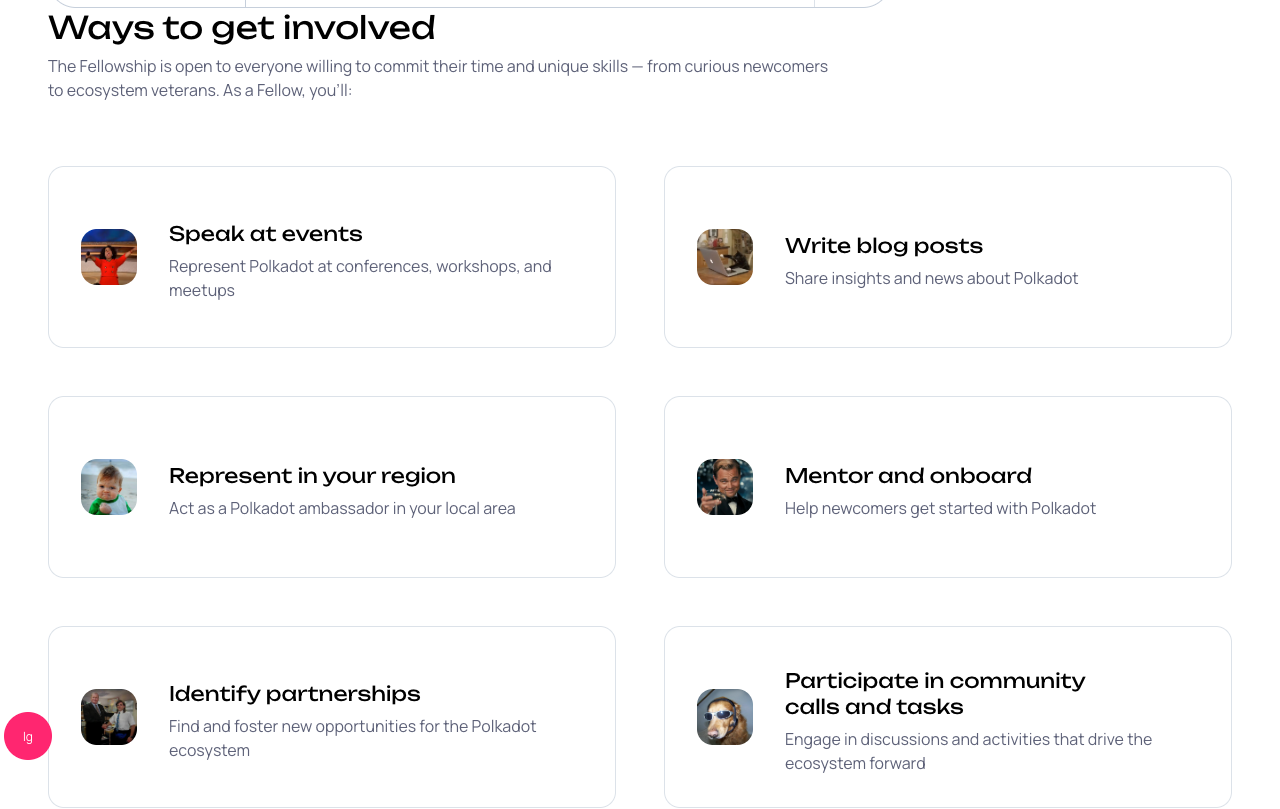 Ways to get involved
The Fellowship is open to everyone willing to commit their time and unique skills — from curious newcomers
to ecosystem veterans. As a Fellow, you'll:
Speak at events
Represent Polkadot at conferences, workshops, and
meetups
Write blog posts
Share insights and news about Polkadot
Represent in your region
Act as a Polkadot ambassador in your local area
Mentor and onboard
Help newcomers get started with Polkadot
Identify partnerships
Find and foster new opportunities for the Polkadot
ecosystem
Participate in community
calls and tasks
Engage in discussions and activities that drive the
ecosystem forward
lg